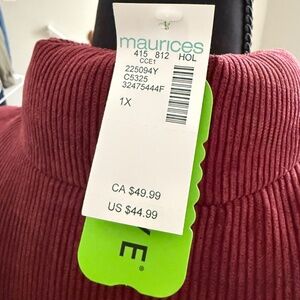 maurices
415 812 HOL
CCE1
225094Y
C5325
32475444F
1X
CA $49.99
US $44.99
E